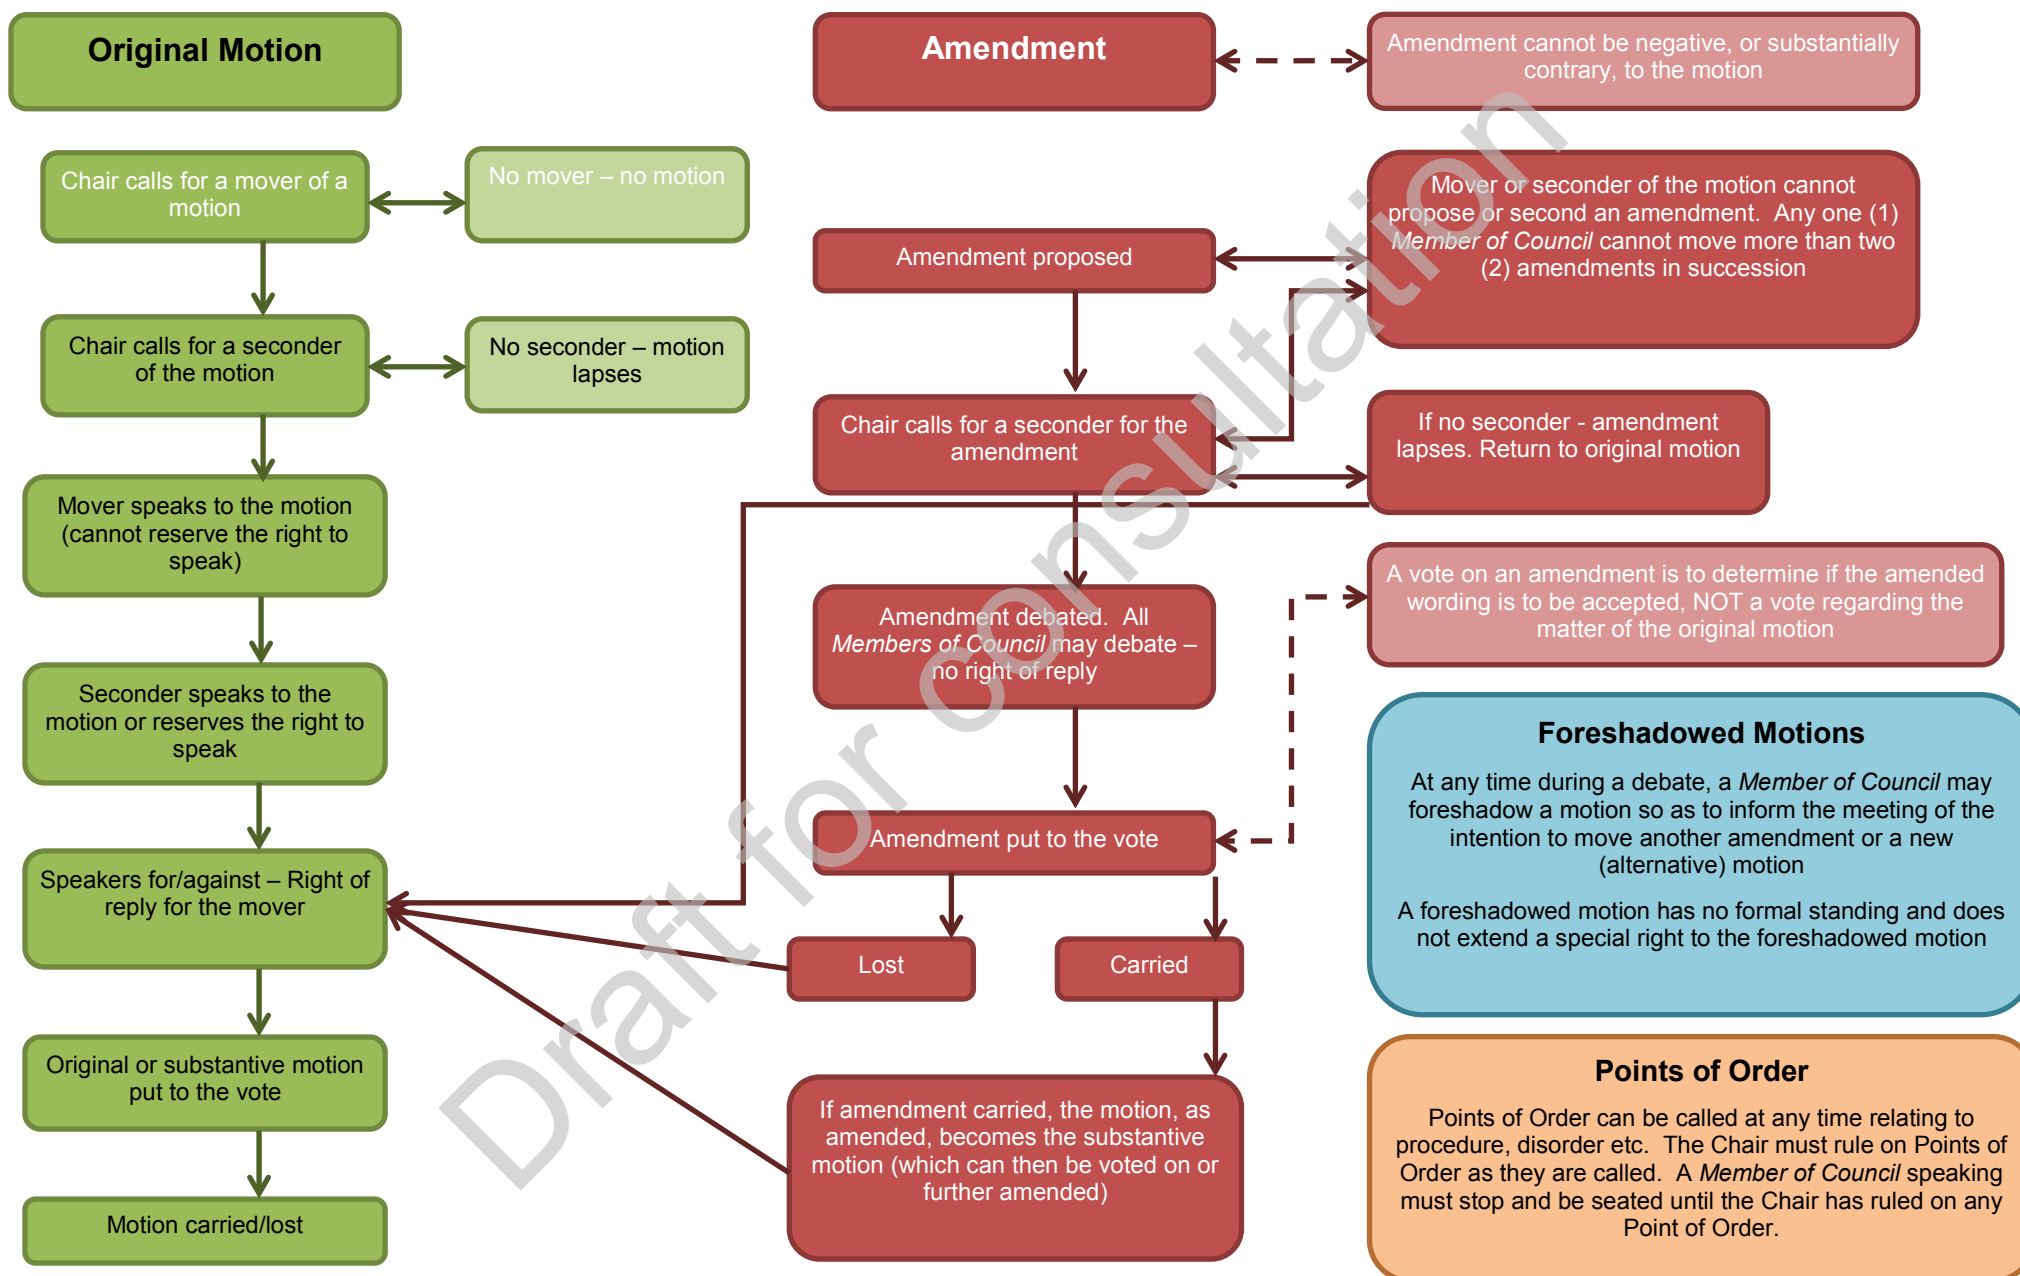 Original Motion
Chair calls for a mover of a
motion
No mover – no motion
Chair calls for a seconder
of the motion
No seconder – motion
lapses
Mover speaks to the motion
(cannot reserve the right to
speak)
Seconder speaks to the
motion or reserves the right to
speak
Speakers for/against – Right of
reply for the mover
Original or substantive motion
put to the vote
Motion carried/lost
Amendment
Amendment cannot be negative, or substantially
contrary, to the motion
Amendment proposed
Mover or seconder of the motion cannot
propose or second an amendment.  Any one (1)
Member of Council cannot move more than two
(2) amendments in succession
Chair calls for a seconder for the
amendment
If no seconder - amendment
lapses. Return to original motion
Amendment debated.  All
Members of Council may debate –
no right of reply
A vote on an amendment is to determine if the amended
wording is to be accepted, NOT a vote regarding the
matter of the original motion
Amendment put to the vote
Lost
Carried
If amendment carried, the motion, as
amended, becomes the substantive
motion (which can then be voted on or
further amended)
Foreshadowed Motions
At any time during a debate, a Member of Council may
foreshadow a motion so as to inform the meeting of the
intention to move another amendment or a new
(alternative) motion
A foreshadowed motion has no formal standing and does
not extend a special right to the foreshadowed motion
Points of Order
Points of Order can be called at any time relating to
procedure, disorder etc.  The Chair must rule on Points of
Order as they are called.  A Member of Council speaking
must stop and be seated until the Chair has ruled on any
Point of Order.
Draft for consultation